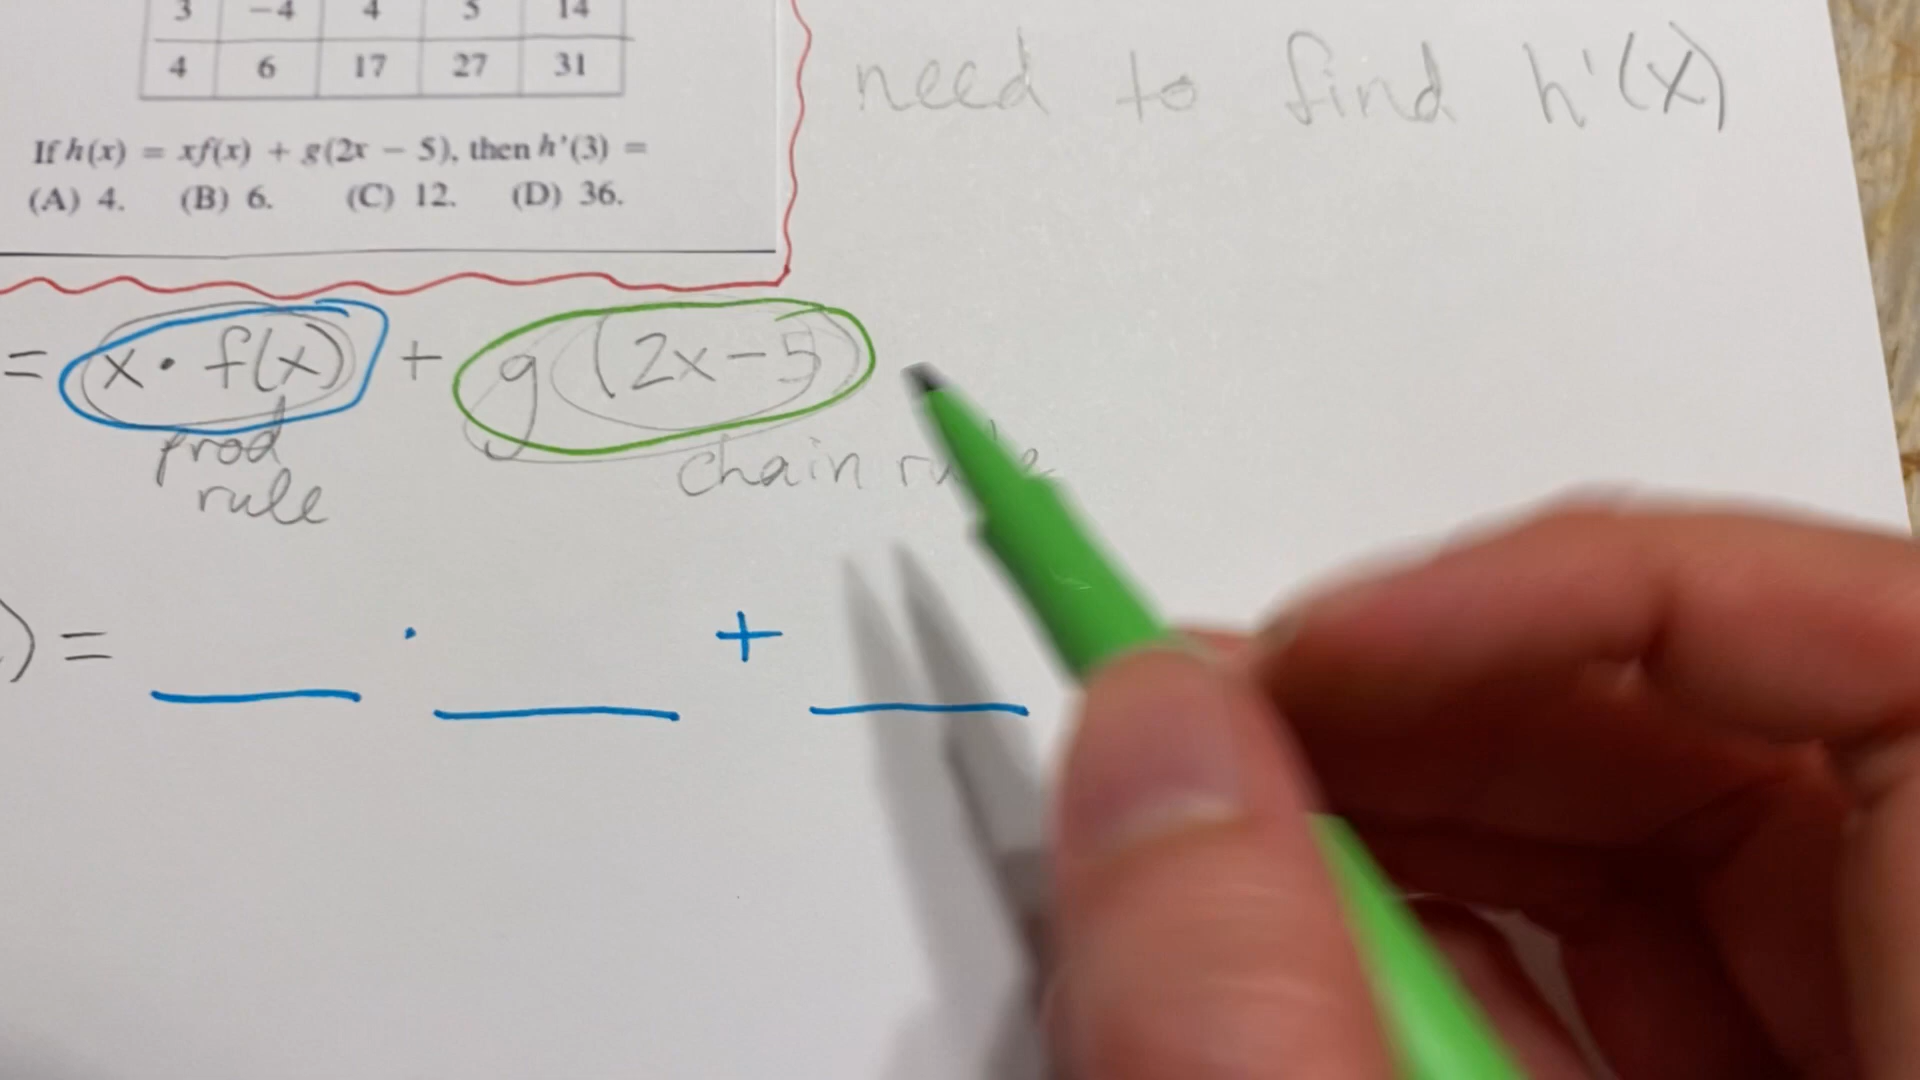 3 -4 4 5 14
4 6 17 27 31
need to find h'(x)
If h(x) = xf(x) + g(2x − 5), then h'(3) =
(A) 4. (B) 6. (C) 12. (D) 36.
= x · f(x) + g (2x-5)
prod
rule
chain rule
) = · +